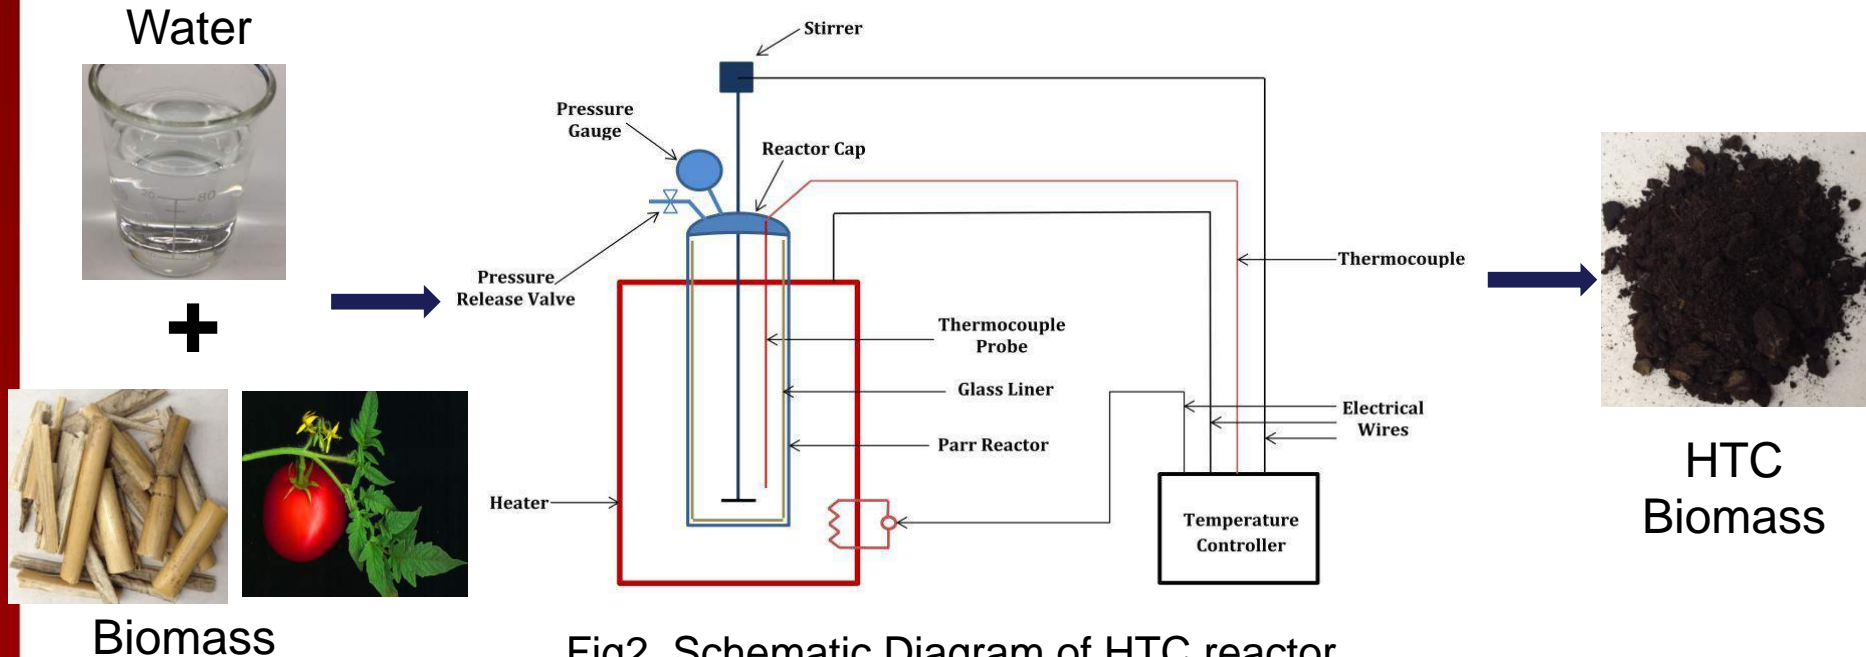 Water
+
Biomass
Stirrer
Pressure
Gauge
Reactor Cap
Pressure
Release Valve
Thermocouple
Thermocouple
Probe
Glass Liner
Parr Reactor
Heater
Electrical
Wires
Temperature
Controller
80
HTC
Biomass
Fig2. Schematic Diagram of HTC reactor